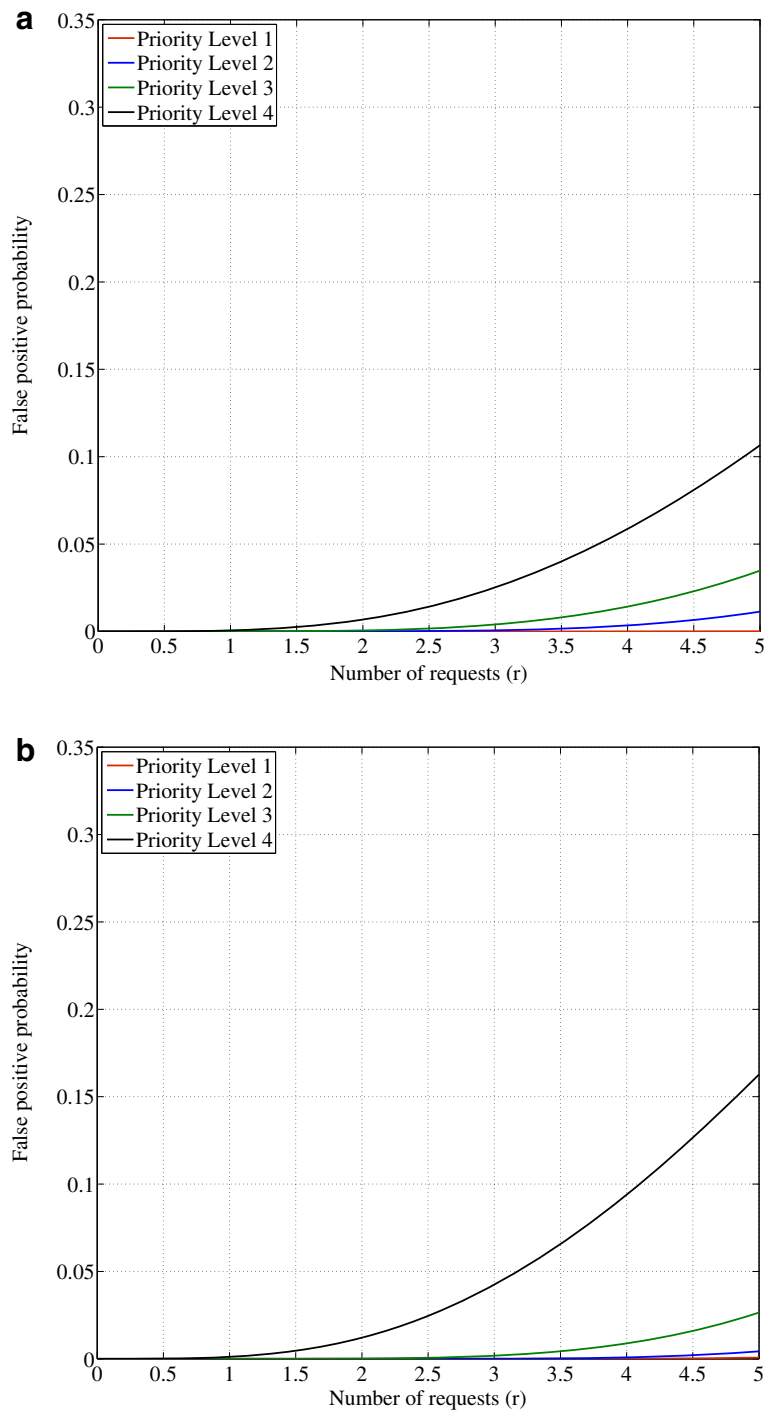 a
0.35
0.3
0.25
0.2
0.15
0.1
0.05
0
False positive probability
Priority Level 1
Priority Level 2
Priority Level 3
Priority Level 4
0 0.5 1 1.5 2 2.5 3 3.5 4 4.5 5
Number of requests (r)
b
0.35
0.3
0.25
0.2
0.15
0.1
0.05
0
False positive probability
Priority Level 1
Priority Level 2
Priority Level 3
Priority Level 4
0 0.5 1 1.5 2 2.5 3 3.5 4 4.5 5
Number of requests (r)